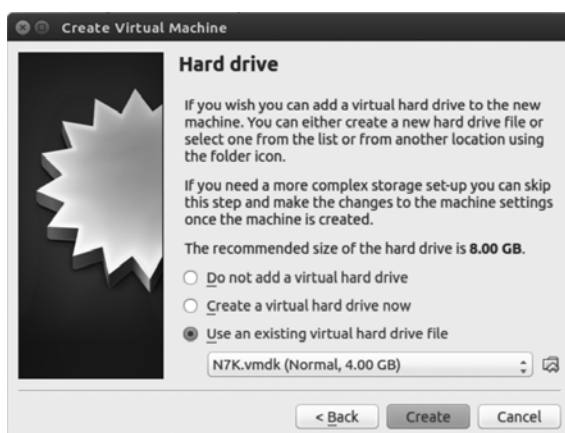 Create Virtual Machine
Hard drive
If you wish you can add a virtual hard drive to the new
machine. You can either create a new hard drive file or
select one from the list or from another location using
the folder icon.
If you need a more complex storage set-up you can skip
this step and make the changes to the machine settings
once the machine is created.
The recommended size of the hard drive is 8.00 GB.
Do not add a virtual hard drive
Create a virtual hard drive now
Use an existing virtual hard drive file
N7K.vmdk (Normal, 4.00 GB)
< Back Create Cancel